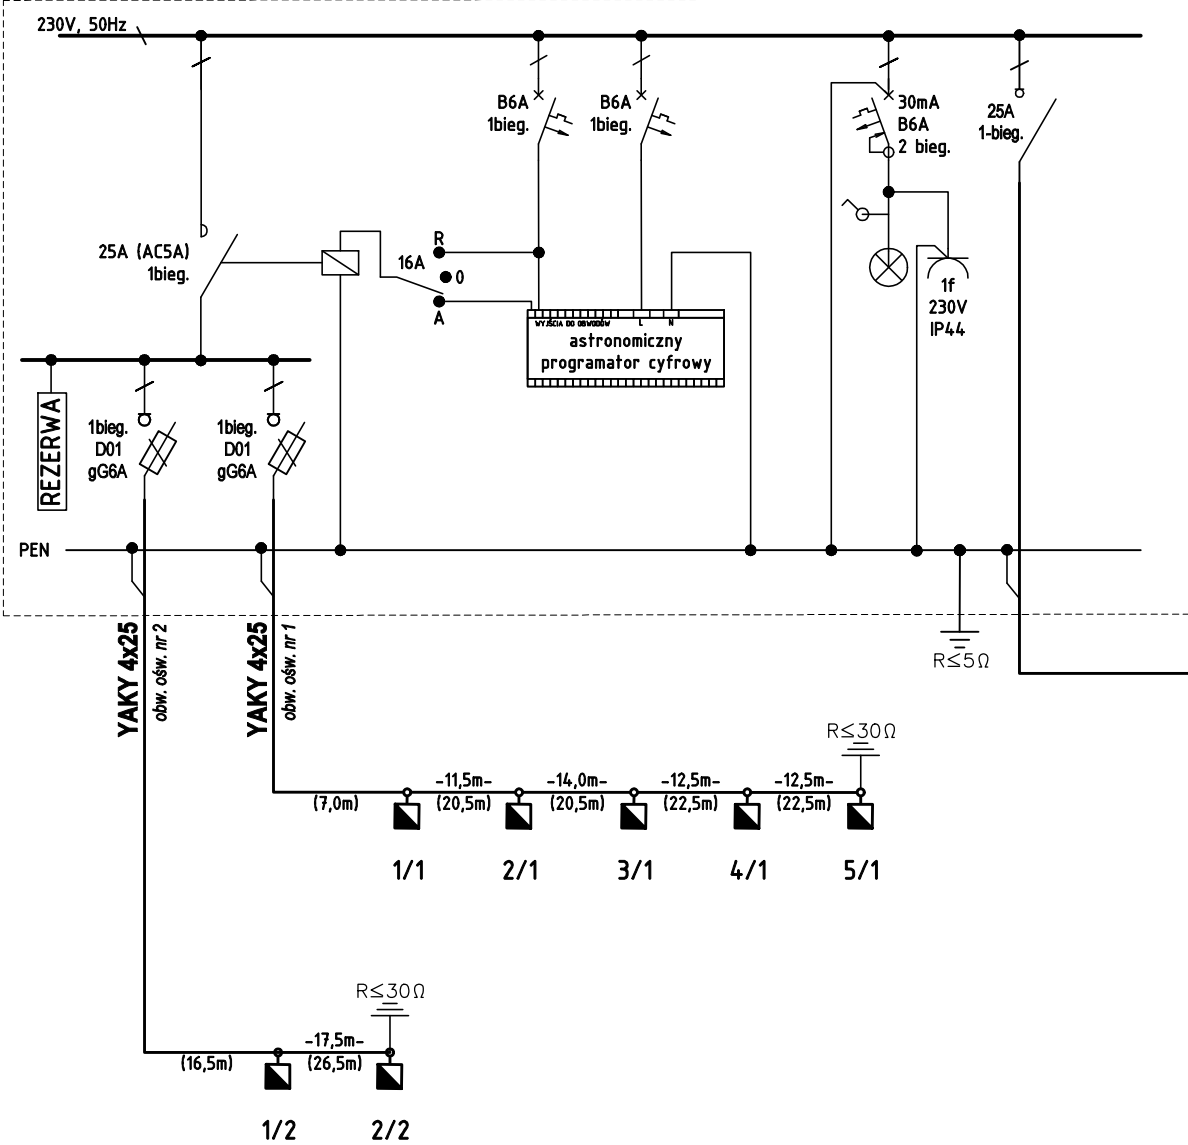 230V, 50Hz
B6A
1bieg.
B6A
1bieg.
30mA
B6A
2 bieg.
25A
1-bieg.
25A (AC5A)
1bieg.
R
16A
0
A
WYJŚCIA DO OBWODÓW
L
N
astronomiczny
programator cyfrowy
1f
230V
IP44
REZERWA
1bieg.
D01
gG6A
1bieg.
D01
gG6A
PEN
YAKY 4x25
obw. ośw. nr 2
YAKY 4x25
obw. ośw. nr 1
R≤5Ω
R≤30Ω
-11,5m-
-14,0m-
-12,5m-
-12,5m-
(7,0m)
(20,5m)
(20,5m)
(22,5m)
(22,5m)
1/1
2/1
3/1
4/1
5/1
R≤30Ω
-17,5m-
(16,5m)
(26,5m)
1/2
2/2